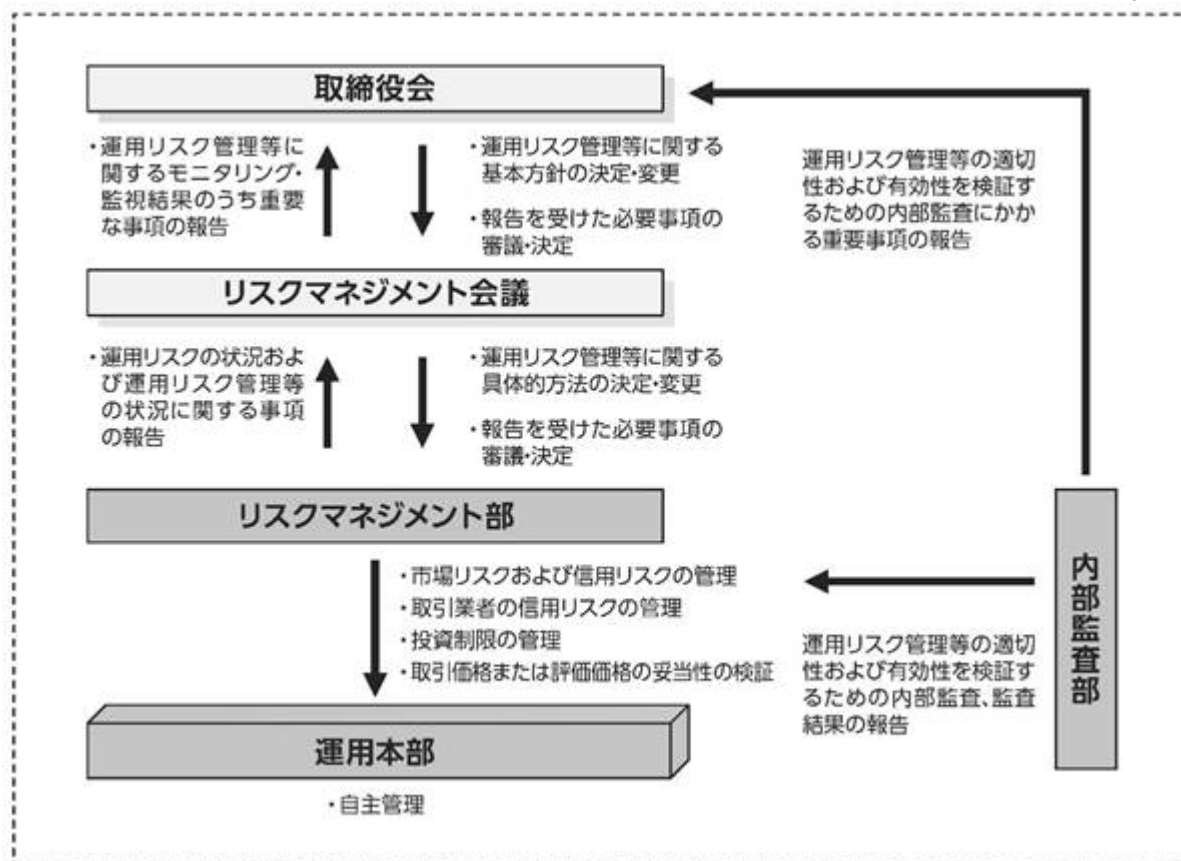 取締役会
・運用リスク管理等に
関するモニタリング・
監視結果のうち重要
な事項の報告
・運用リスク管理等に関する
基本方針の決定・変更
・報告を受けた必要事項の
審議・決定
運用リスク管理等の適切
性および有効性を検証す
るための内部監査にかか
る重要事項の報告
リスクマネジメント会議
・運用リスクの状況およ
び運用リスク管理等
の状況に関する事項
の報告
・運用リスク管理等に関する
具体的方法の決定・変更
・報告を受けた必要事項の
審議・決定
リスクマネジメント部
・市場リスクおよび信用リスクの管理
・取引業者の信用リスクの管理
・投資制限の管理
・取引価格または評価価格の妥当性の検証
内部監査部
運用リスク管理等の適切
性および有効性を検証す
るための内部監査、監査
結果の報告
運用本部
・自主管理